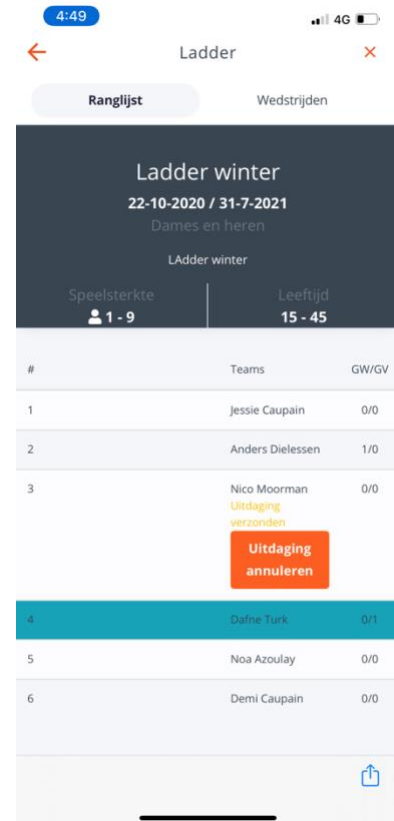 4:49
4G
Ladder
Ranglijst
Wedstrijden
Ladder winter
22-10-2020 / 31-7-2021
Dames en heren
LAdder winter
Speelsterkte
Leeftijd
1 - 9
15 - 45
# Teams GW/GV
1 Jessie Caupain 0/0
2 Anders Dielessen 1/0
3 Nico Moorman 0/0
Uitdaging
verzonden
Uitdaging
annuleren
4 Dafne Turk 0/1
5 Noa Azoulay 0/0
6 Demi Caupain 0/0